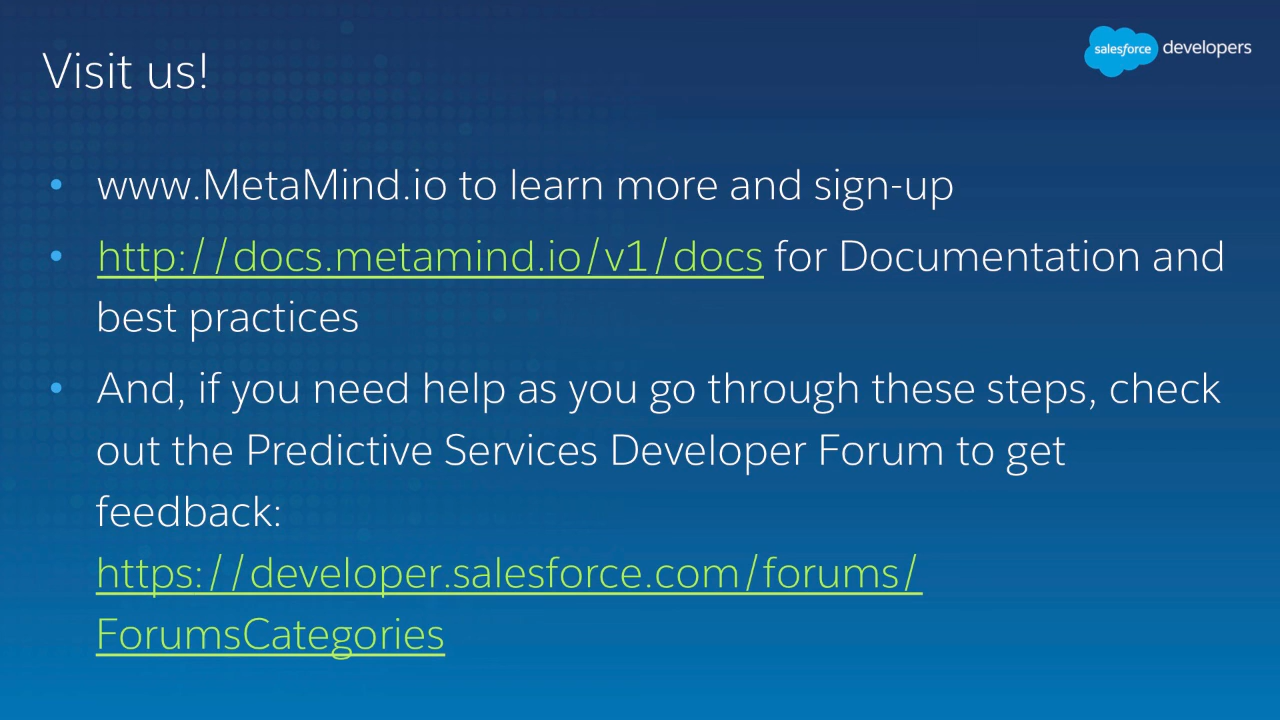 Visit us!
salesforce developers
• www.MetaMind.io to learn more and sign-up
• http://docs.metamind.io/v1/docs for Documentation and
best practices
• And, if you need help as you go through these steps, check
out the Predictive Services Developer Forum to get
feedback:
https://developer.salesforce.com/forums/
ForumsCategories